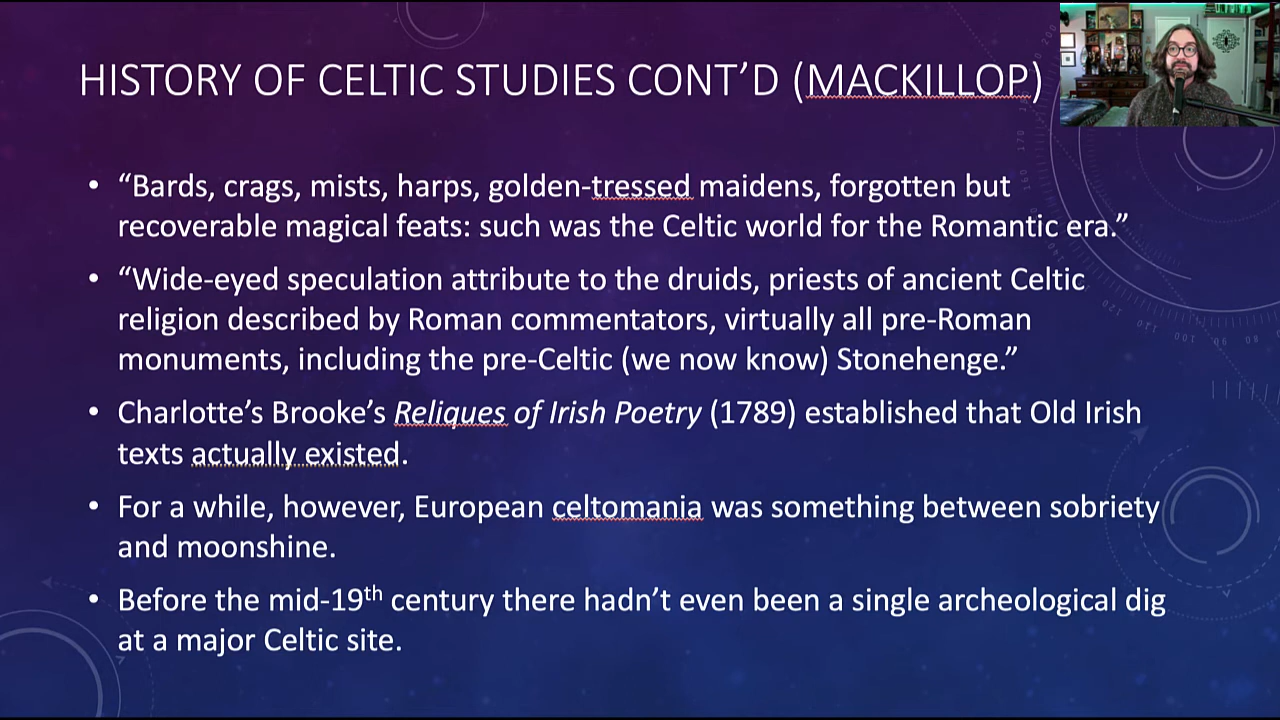 HISTORY OF CELTIC STUDIES CONT’D (MACKILLOP)
• “Bards, crags, mists, harps, golden-tressed maidens, forgotten but
recoverable magical feats: such was the Celtic world for the Romantic era.”
• “Wide-eyed speculation attribute to the druids, priests of ancient Celtic
religion described by Roman commentators, virtually all pre-Roman
monuments, including the pre-Celtic (we now know) Stonehenge.”
• Charlotte’s Brooke’s Reliques of Irish Poetry (1789) established that Old Irish
texts actually existed.
• For a while, however, European celtomania was something between sobriety
and moonshine.
• Before the mid-19th century there hadn’t even been a single archeological dig
at a major Celtic site.